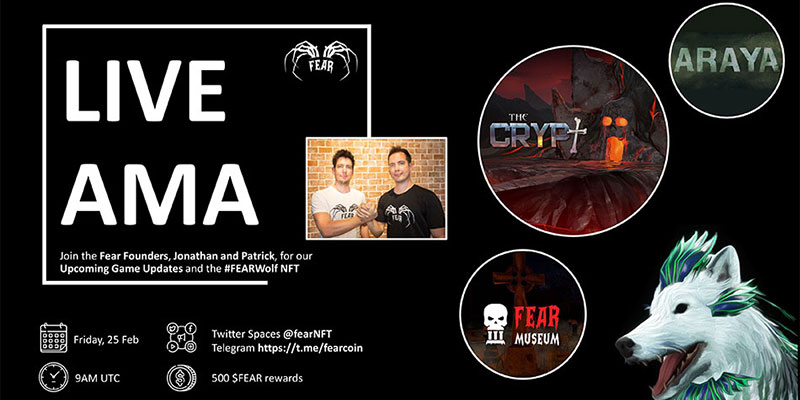 LIVE
AMA
FEAR
FEAR
Join the Fear Founders, Jonathan and Patrick, for our
Upcoming Game Updates and the #FEARWolf NFT
Friday, 25 Feb
9AM UTC
Twitter Spaces @fearNFT
Telegram https://t.me/fearcoin
500 $FEAR rewards
THE
CRYPT
ARAYA
FEAR
MUSEUM